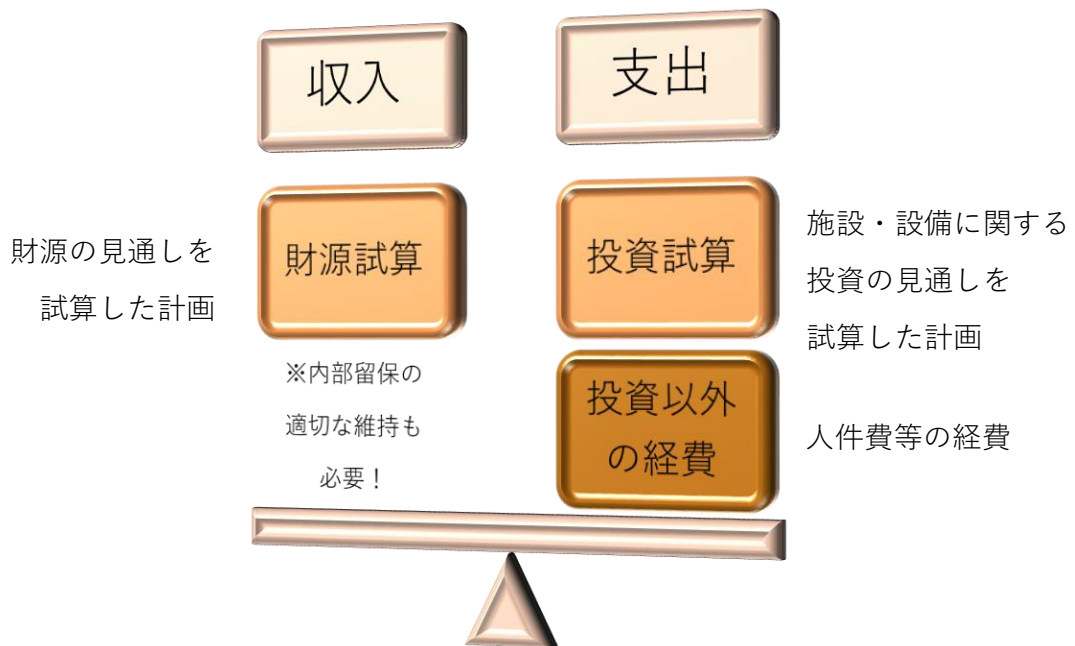 収入
支出
財源の見通しを
試算した計画
財源試算
投資試算
施設・設備に関する
投資の見通しを
試算した計画
※内部留保の
適切な維持も
必要！
投資以外
の経費
人件費等の経費